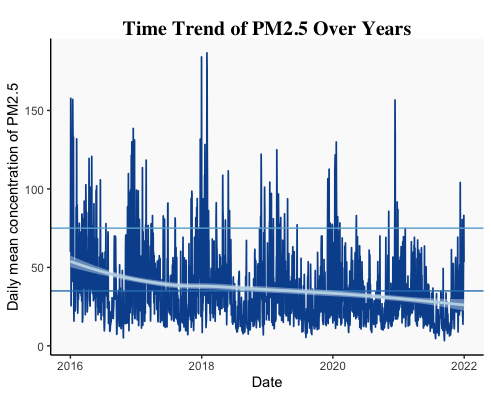 Time Trend of PM2.5 Over Years
Daily mean concentration of PM2.5
150
100
50
0
2016 2018 2020 2022
Date